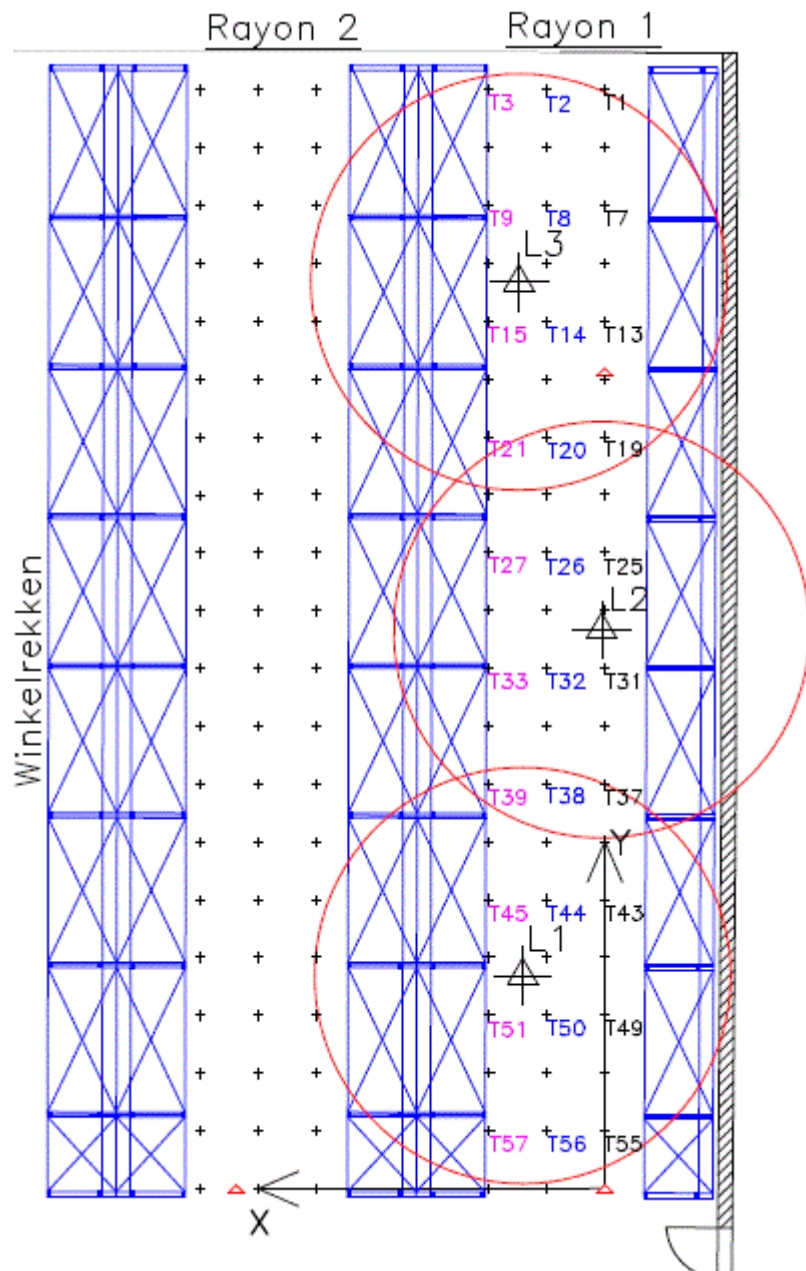 Rayon 2
Rayon 1
T3 T2 T1
T9 T8 T7
L3
T15 T14 T13
T21 T20 T19
T27 T26 T25
L2
Winkelrekken
T33 T32 T31
T39 T38 T37
Y
T45 T44 T43
L1
T51 T50 T49
T57 T56 T55
X